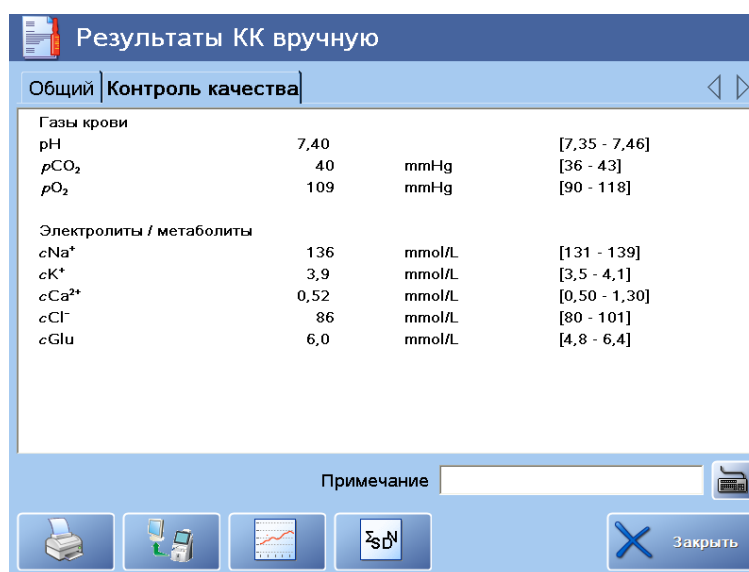 Результаты КК вручную
Общий Контроль качества
Газы крови
pH 7,40 [7,35 - 7,46]
pCO₂ 40 mmHg [36 - 43]
pO₂ 109 mmHg [90 - 118]
Электролиты / метаболиты
cNa⁺ 136 mmol/L [131 - 139]
cK⁺ 3,9 mmol/L [3,5 - 4,1]
cCa²⁺ 0,52 mmol/L [0,50 - 1,30]
cCl⁻ 86 mmol/L [80 - 101]
cGlu 6,0 mmol/L [4,8 - 6,4]
Примечание
ΣSDN Закрыть